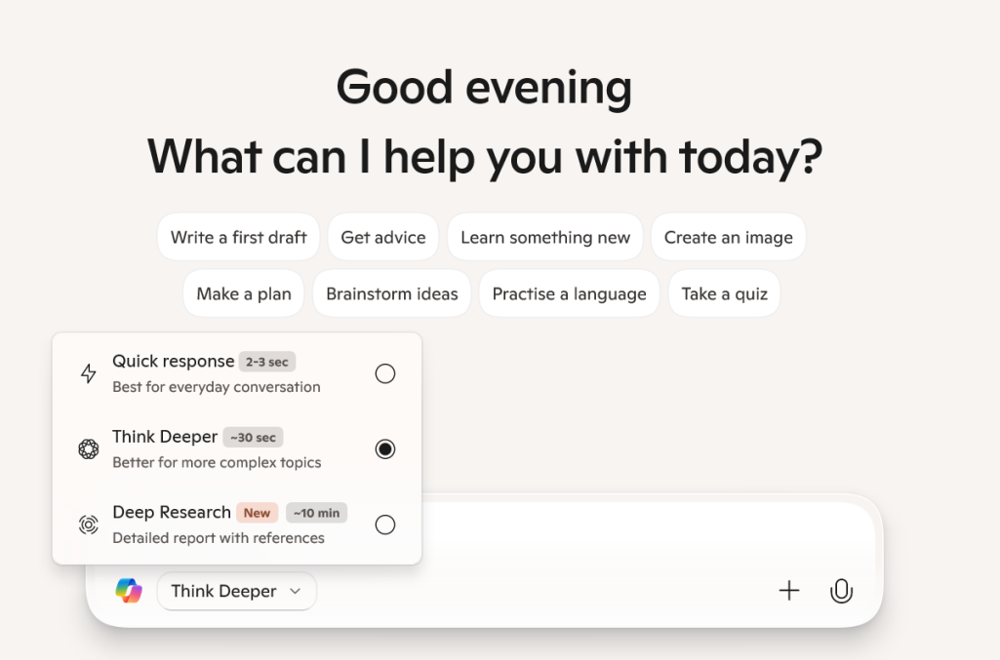 Good evening
What can I help you with today?
Write a first draft
Get advice
Learn something new
Create an image
Make a plan
Brainstorm ideas
Practise a language
Take a quiz
Quick response 2-3 sec
Best for everyday conversation
Think Deeper ~30 sec
Better for more complex topics
Deep Research New ~10 min
Detailed report with references
Think Deeper